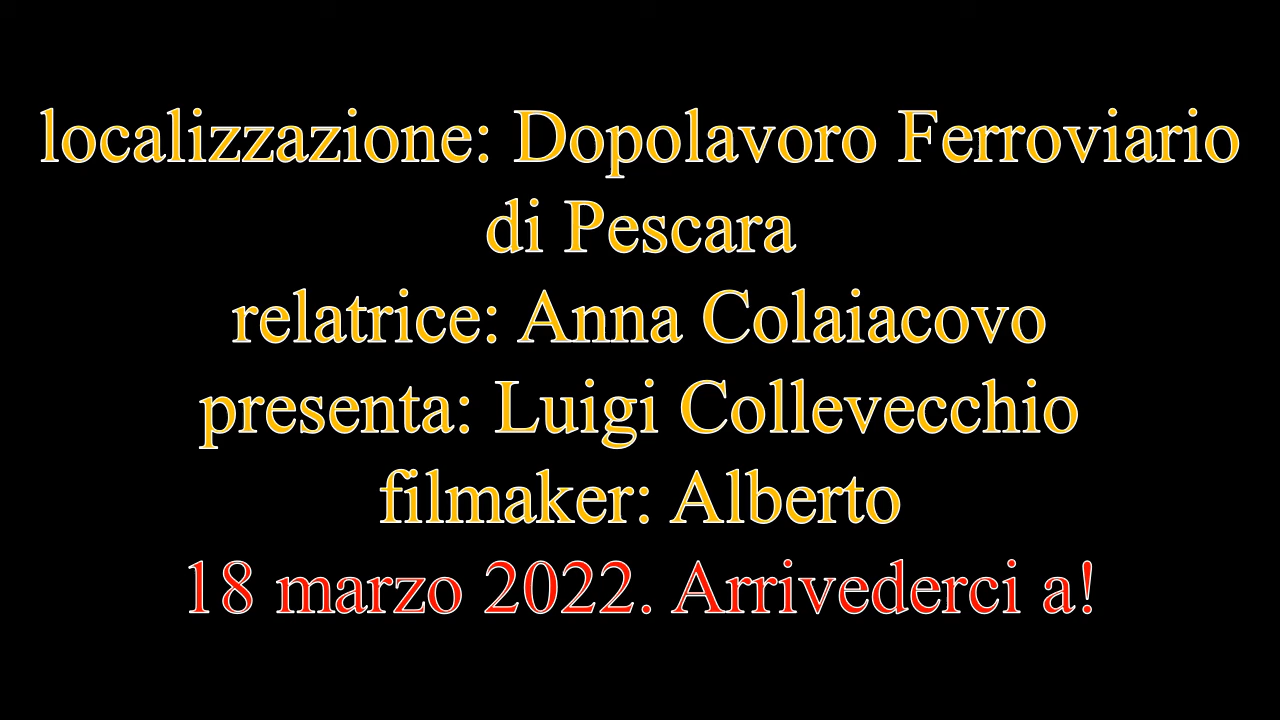 localizzazione: Dopolavoro Ferroviario
di Pescara
relatrice: Anna Colaiacovo
presenta: Luigi Collevecchio
filmaker: Alberto
18 marzo 2022. Arrivederci a!